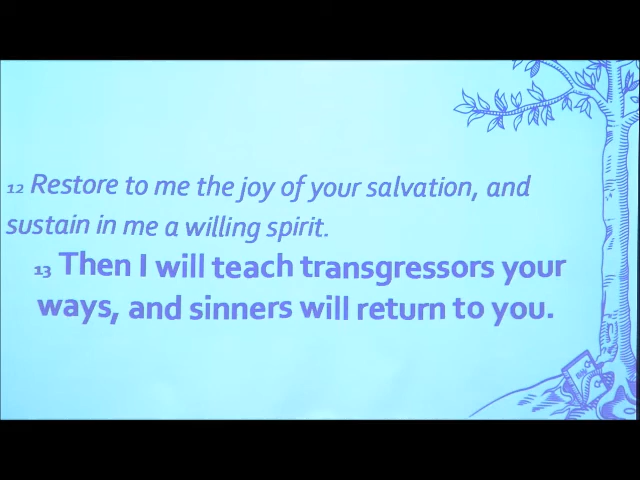 12 Restore to me the joy of your salvation, and
sustain in me a willing spirit.
13 Then I will teach transgressors your
ways, and sinners will return to you.